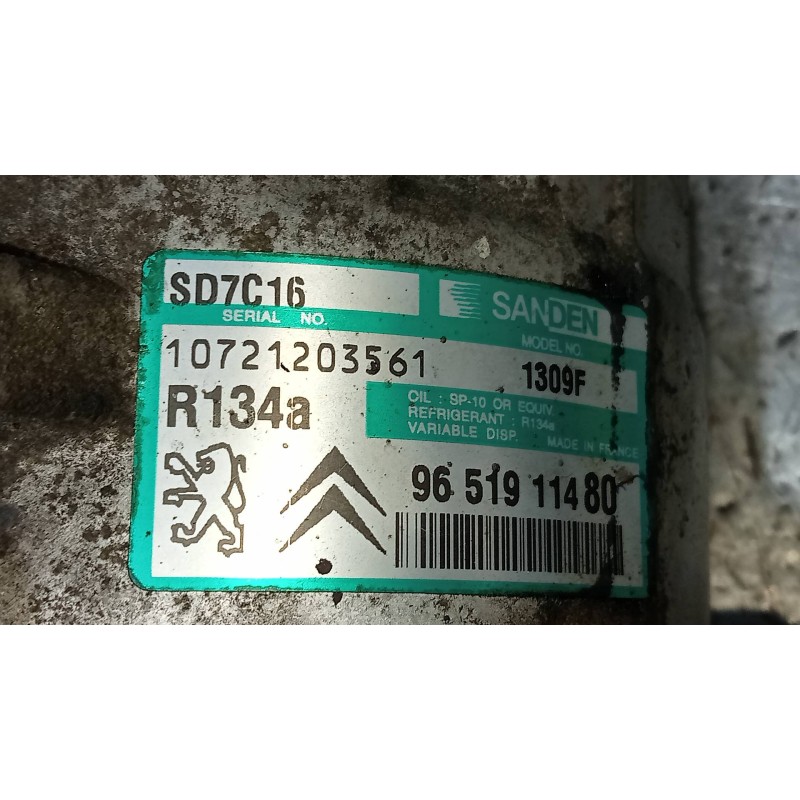 SD7C16
SANDEN
SERIAL NO.
MODEL NO.
10721203561
1309F
R134a
OIL : SP-10 OR EQUIV.
REFRIGERANT : R134a
VARIABLE DISP.
MADE IN FRANCE
96 519 114 80